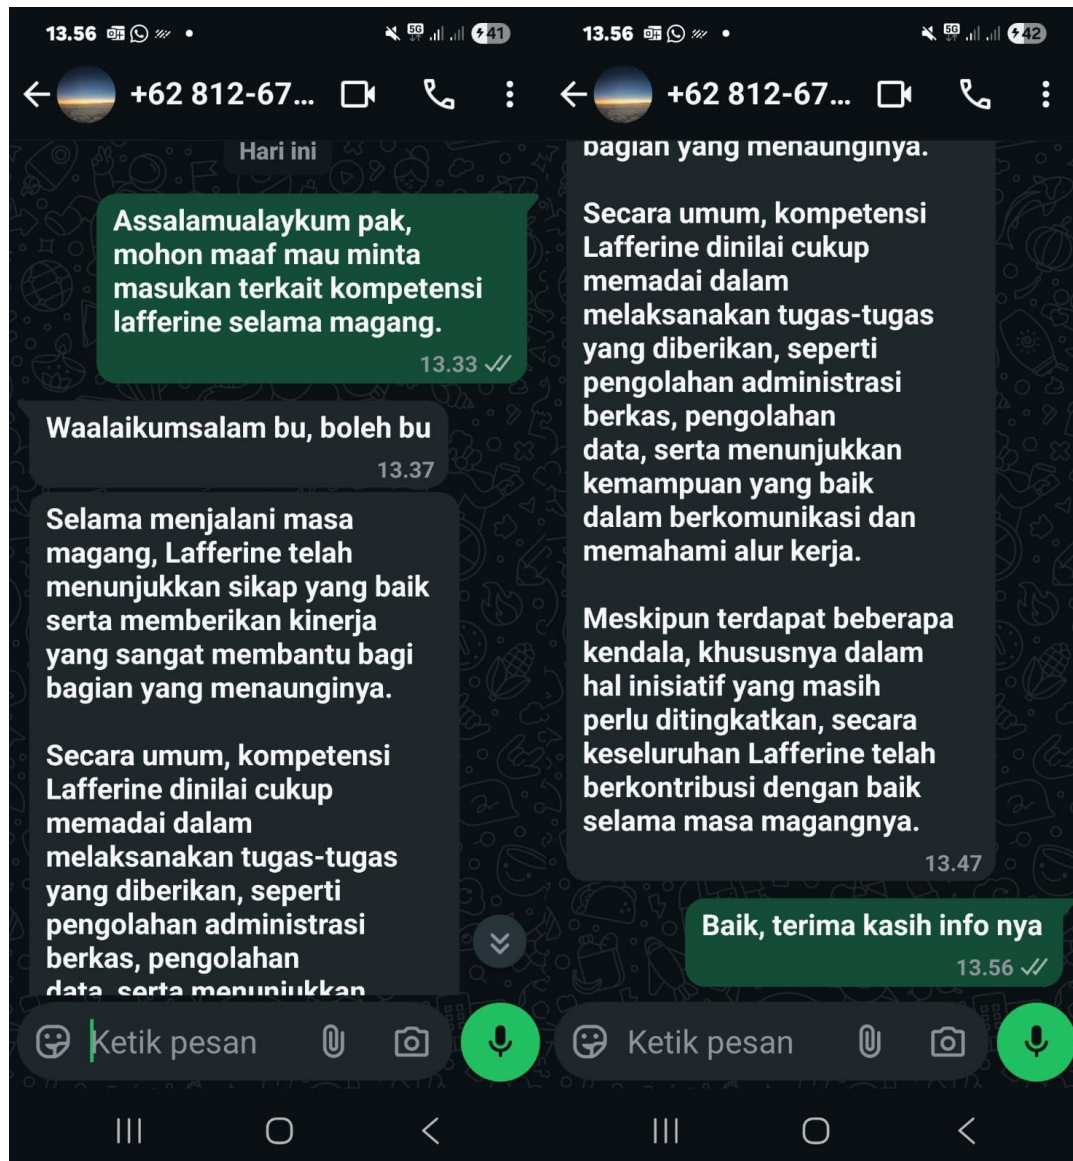 13.56
5G
41
+62 812-67...
Hari ini
Assalamualaykum pak,
mohon maaf mau minta
masukan terkait kompetensi
lafferine selama magang.
13.33
Waalaikumsalam bu, boleh bu
13.37
Selama menjalani masa
magang, Lafferine telah
menunjukkan sikap yang baik
serta memberikan kinerja
yang sangat membantu bagi
bagian yang menaunginya.
Secara umum, kompetensi
Lafferine dinilai cukup
memadai dalam
melaksanakan tugas-tugas
yang diberikan, seperti
pengolahan administrasi
berkas, pengolahan
data, serta menunjukkan
Ketik pesan
13.56
5G
42
+62 812-67...
bagian yang menaunginya.
Secara umum, kompetensi
Lafferine dinilai cukup
memadai dalam
melaksanakan tugas-tugas
yang diberikan, seperti
pengolahan administrasi
berkas, pengolahan
data, serta menunjukkan
kemampuan yang baik
dalam berkomunikasi dan
memahami alur kerja.
Meskipun terdapat beberapa
kendala, khususnya dalam
hal inisiatif yang masih
perlu ditingkatkan, secara
keseluruhan Lafferine telah
berkontribusi dengan baik
selama masa magangnya.
13.47
Baik, terima kasih info nya
13.56
Ketik pesan